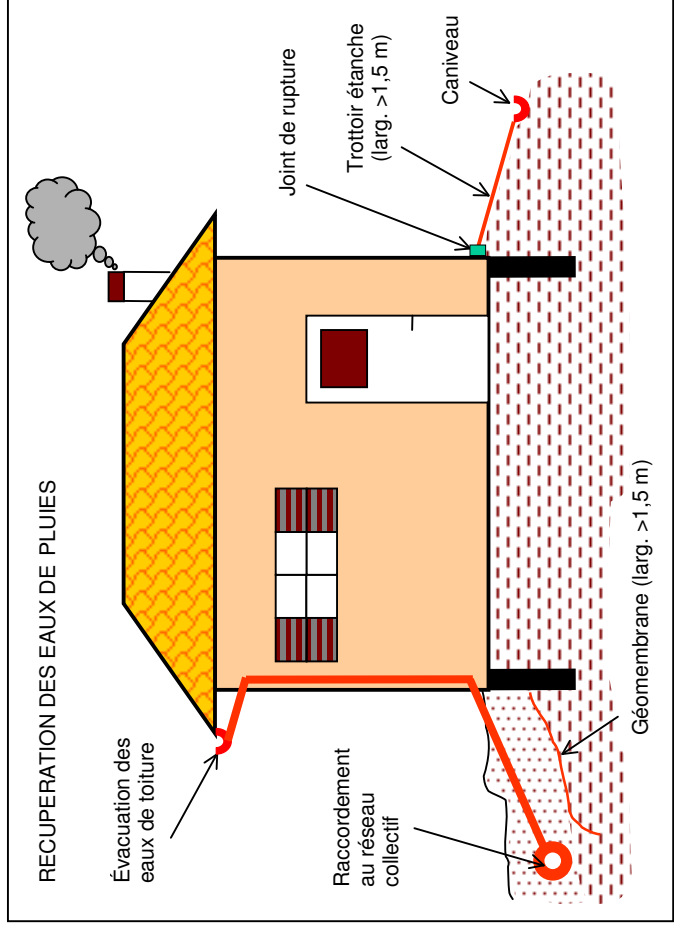 RECUPERATION DES EAUX DE PLUIES
Évacuation des
eaux de toiture
Raccordement
au réseau
collectif
Joint de rupture
Trottoir étanche
(larg. >1,5 m)
Caniveau
Géomembrane (larg. >1,5 m)